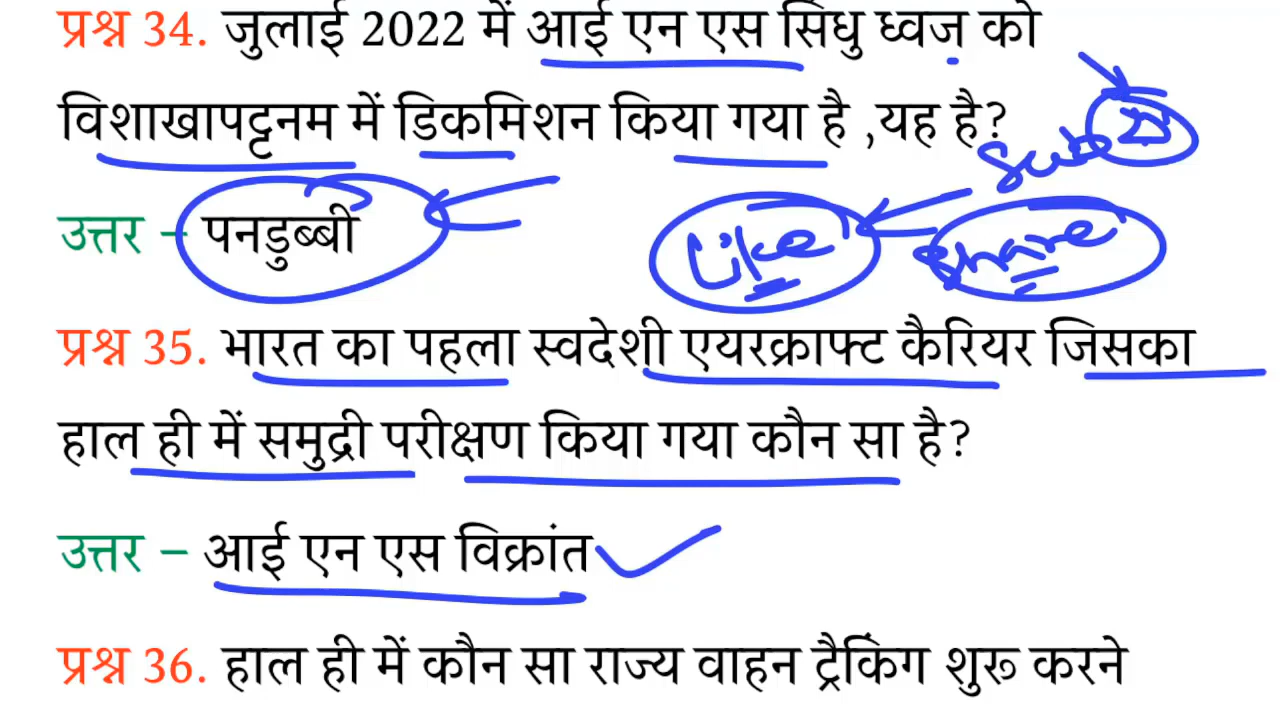 प्रश्न 34. जुलाई 2022 में आई एन एस सिंधु ध्वज को
विशाखापट्टनम में डिकमिशन किया गया है ,यह है?
Sub
उत्तर – पनडुब्बी
Like
Share
प्रश्न 35. भारत का पहला स्वदेशी एयरक्राफ्ट कैरियर जिसका
हाल ही में समुद्री परीक्षण किया गया कौन सा है?
उत्तर – आई एन एस विक्रांत
प्रश्न 36. हाल ही में कौन सा राज्य वाहन ट्रैकिंग शुरू करने